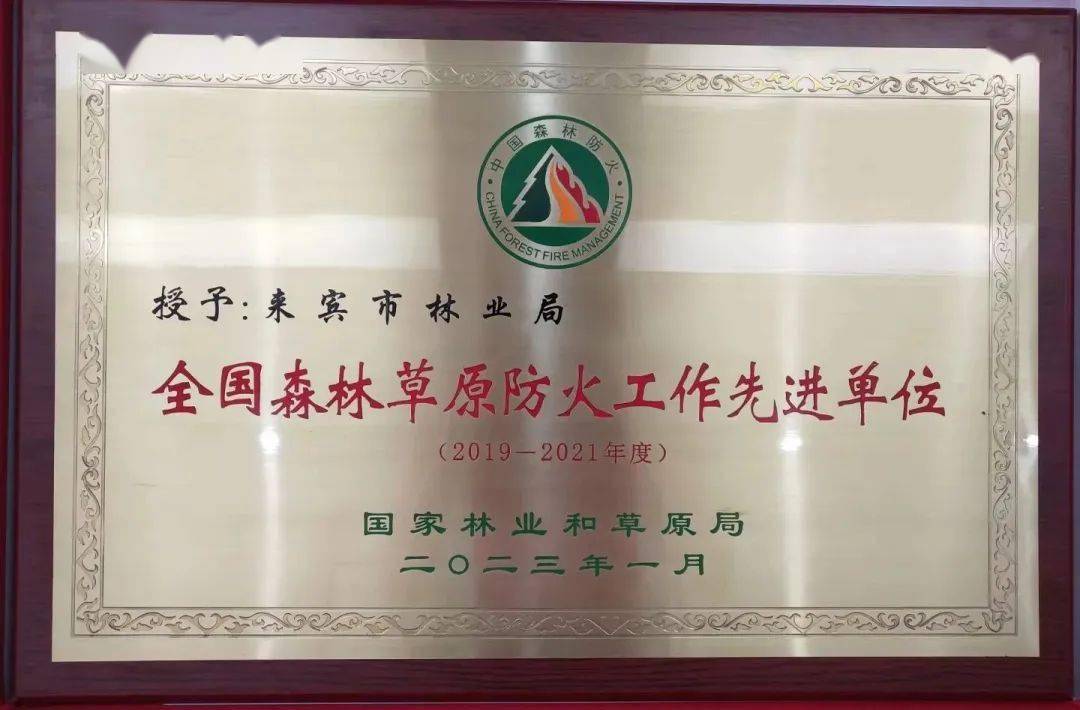 中国森林防火
CHINA FOREST FIRE MANAGEMENT
授予:来宾市林业局
全国森林草原防火工作先进单位
(2019-2021年度)
国家林业和草原局
二〇二三年一月